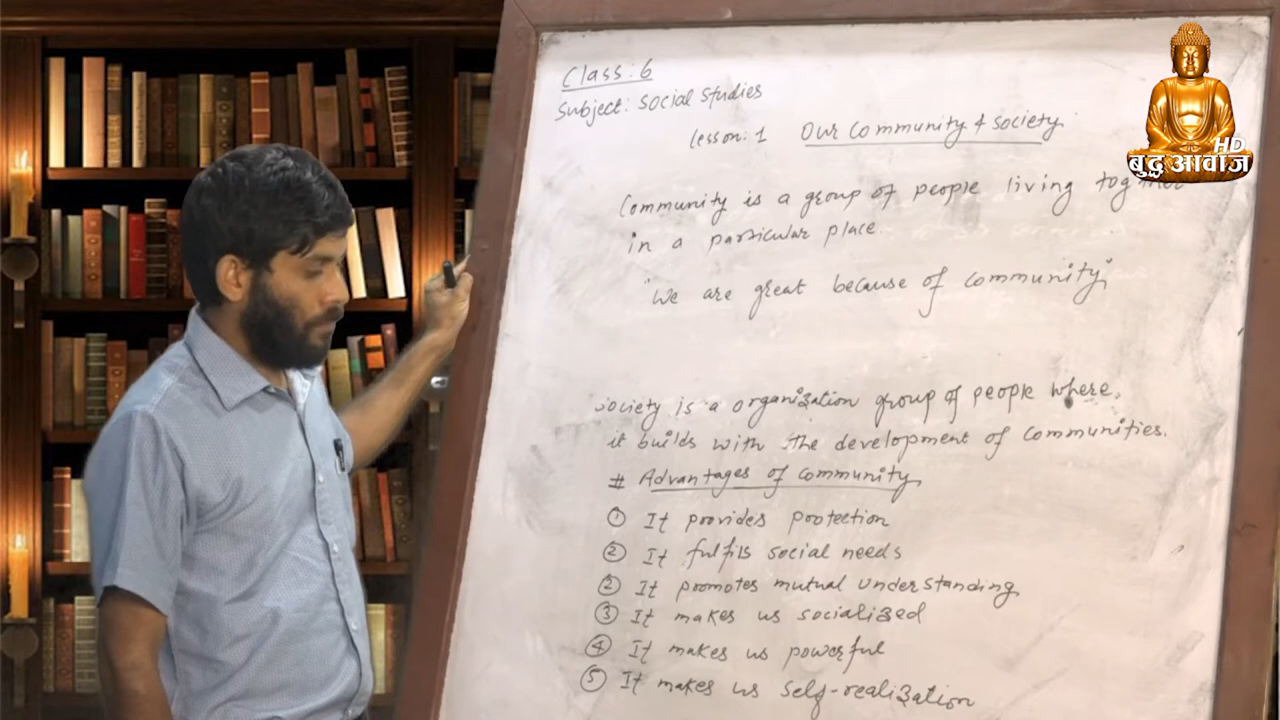 Class: 6
Subject: Social Studies
lesson: 1 Our Community & society
Community is a group of people living together
in a particular place
"We are great because of community".
Society is a organization group of people where,
it builds with the development of communities.
# Advantages of community
① It provides protection
② It fulfils social needs
② It promotes mutual understanding
③ It makes us socialized
④ It makes us powerful
⑤ It makes us self-realization
HD
बुद्ध आवाज